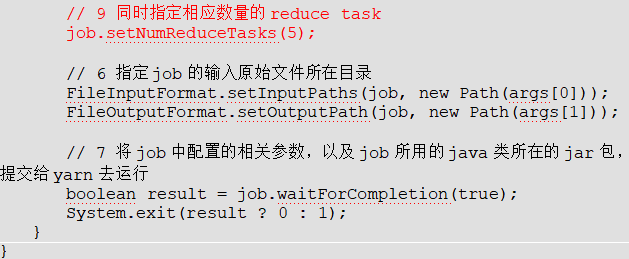 // 9 同时指定相应数量的 reduce task
job.setNumReduceTasks(5);
// 6 指定 job 的输入原始文件所在目录
FileInputFormat.setInputPaths(job, new Path(args[0]));
FileOutputFormat.setOutputPath(job, new Path(args[1]));
// 7 将 job 中配置的相关参数，以及 job 所用的 java 类所在的 jar 包，
提交给 yarn 去运行
boolean result = job.waitForCompletion(true);
System.exit(result ? 0 : 1);
}
}